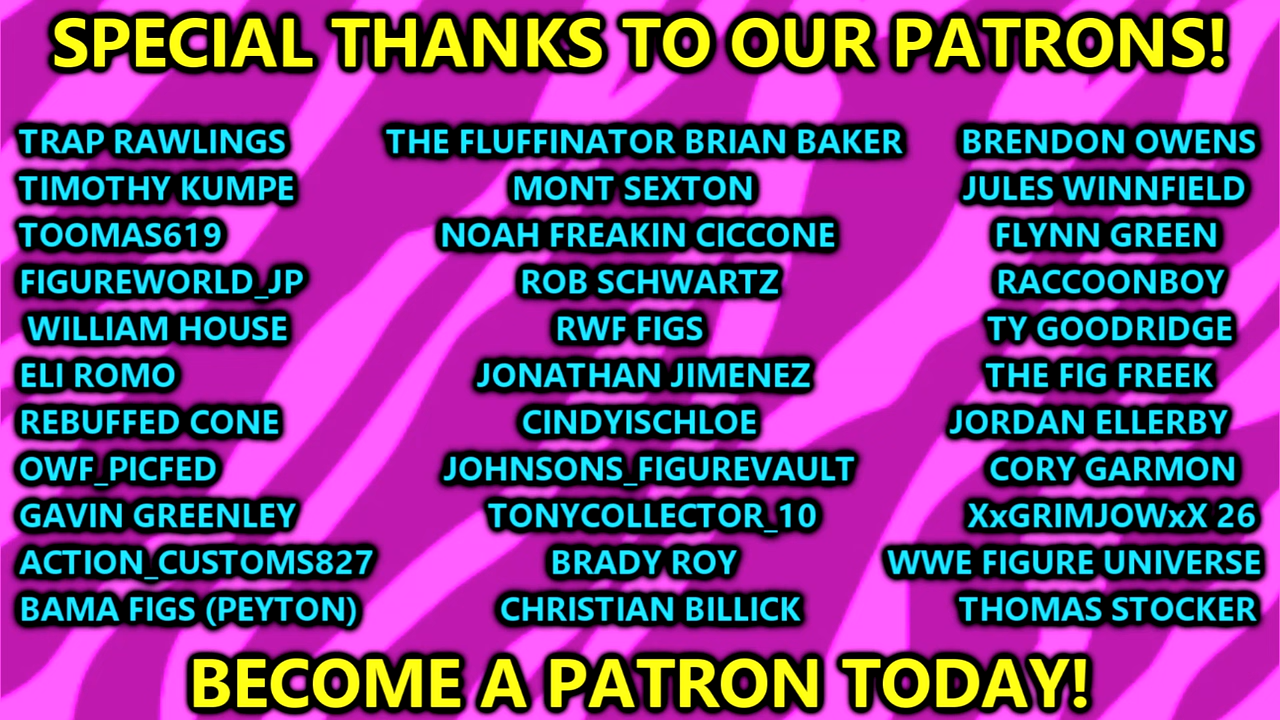 SPECIAL THANKS TO OUR PATRONS!
TRAP RAWLINGS
TIMOTHY KUMPE
TOOMAS619
FIGUREWORLD_JP
WILLIAM HOUSE
ELI ROMO
REBUFFED CONE
OWF_PICFED
GAVIN GREENLEY
ACTION_CUSTOMS827
BAMA FIGS (PEYTON)
THE FLUFFINATOR BRIAN BAKER
MONT SEXTON
NOAH FREAKIN CICCONE
ROB SCHWARTZ
RWF FIGS
JONATHAN JIMENEZ
CINDYISCHLOE
JOHNSONS_FIGUREVAULT
TONYCOLLECTOR_10
BRADY ROY
CHRISTIAN BILLICK
BRENDON OWENS
JULES WINNFIELD
FLYNN GREEN
RACCOONBOY
TY GOODRIDGE
THE FIG FREEK
JORDAN ELLERBY
CORY GARMON
XxGRIMJOWxX 26
WWE FIGURE UNIVERSE
THOMAS STOCKER
BECOME A PATRON TODAY!